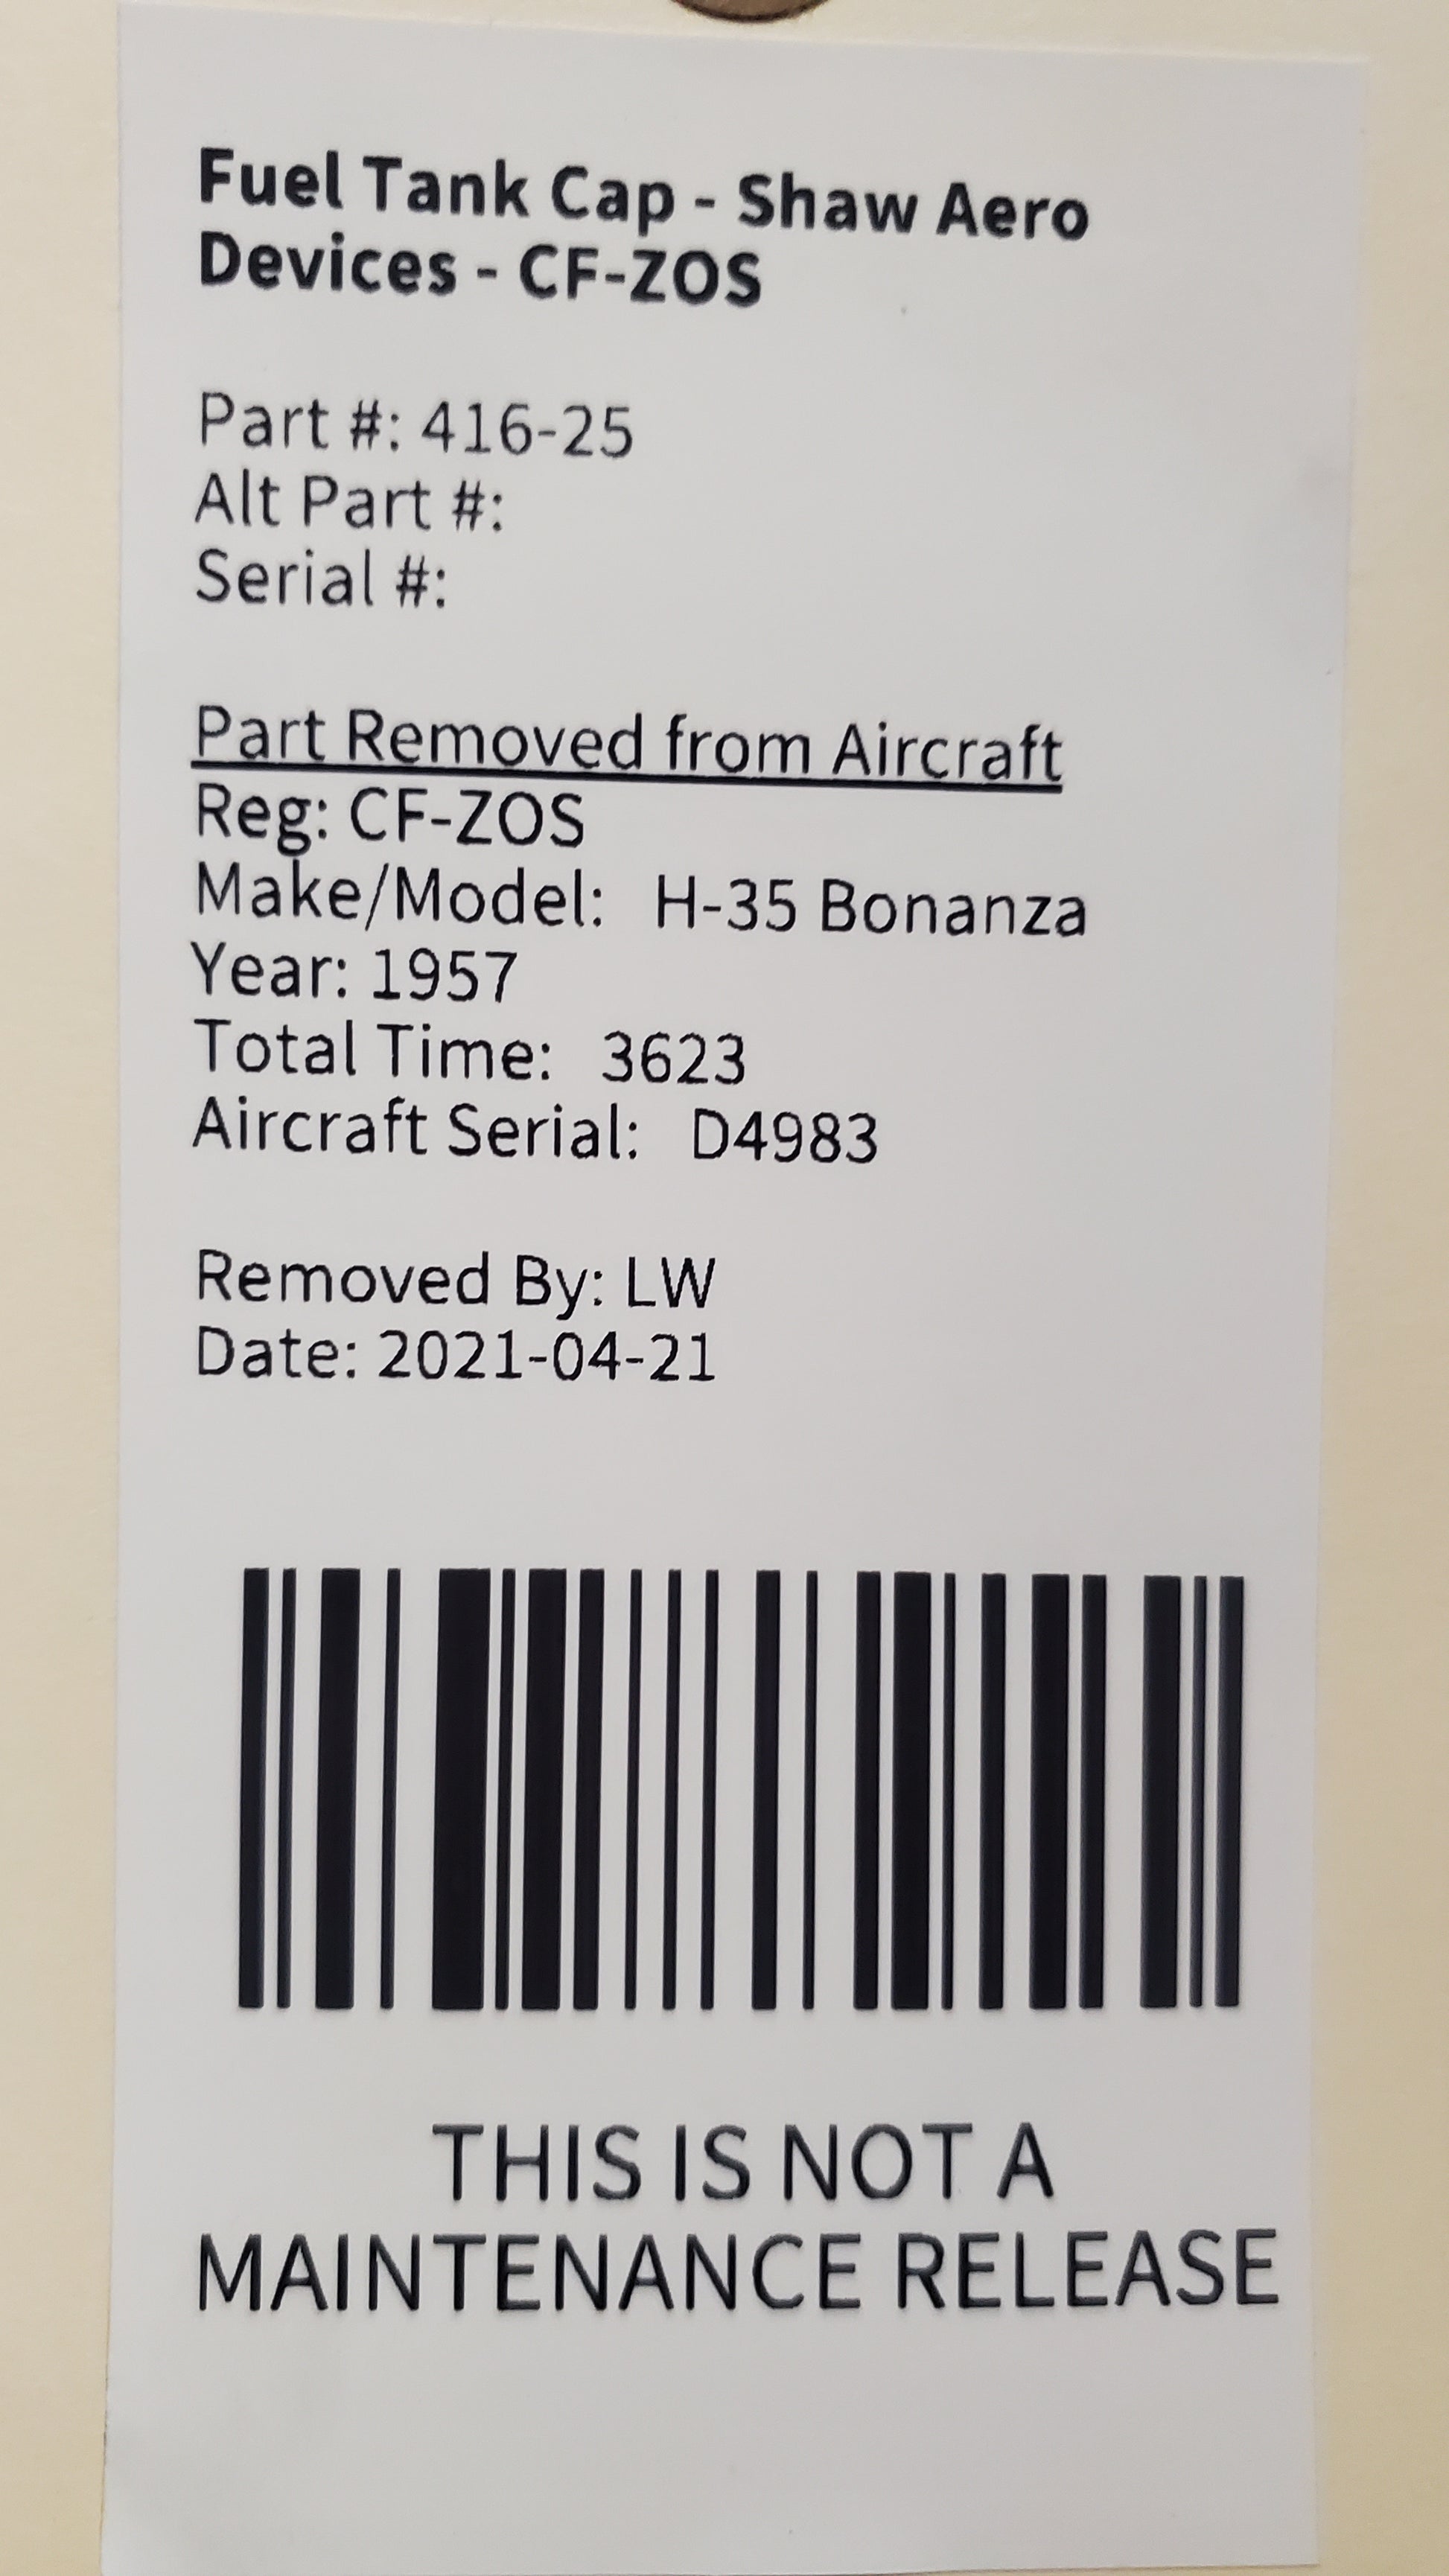 Fuel Tank Cap - Shaw Aero
Devices - CF-ZOS
Part #: 416-25
Alt Part #:
Serial #:
Part Removed from Aircraft
Reg: CF-ZOS
Make/Model: H-35 Bonanza
Year: 1957
Total Time: 3623
Aircraft Serial: D4983
Removed By: LW
Date: 2021-04-21
THIS IS NOT A
MAINTENANCE RELEASE